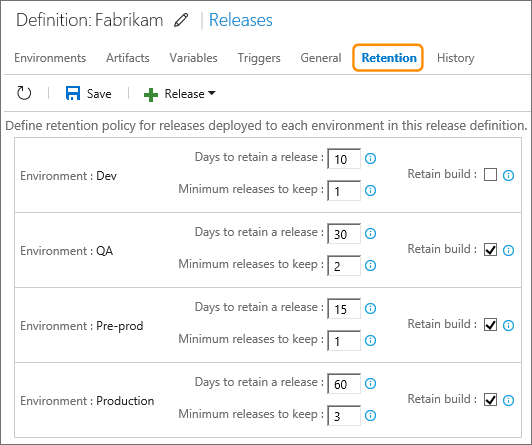 Definition: Fabrikam | Releases
Environments Artifacts Variables Triggers General Retention History
Save Release
Define retention policy for releases deployed to each environment in this release definition.
Days to retain a release : 10
Environment : Dev Retain build :
Minimum releases to keep : 1
Days to retain a release : 30
Environment : QA Retain build :
Minimum releases to keep : 2
Days to retain a release : 15
Environment : Pre-prod Retain build :
Minimum releases to keep : 1
Days to retain a release : 60
Environment : Production Retain build :
Minimum releases to keep : 3